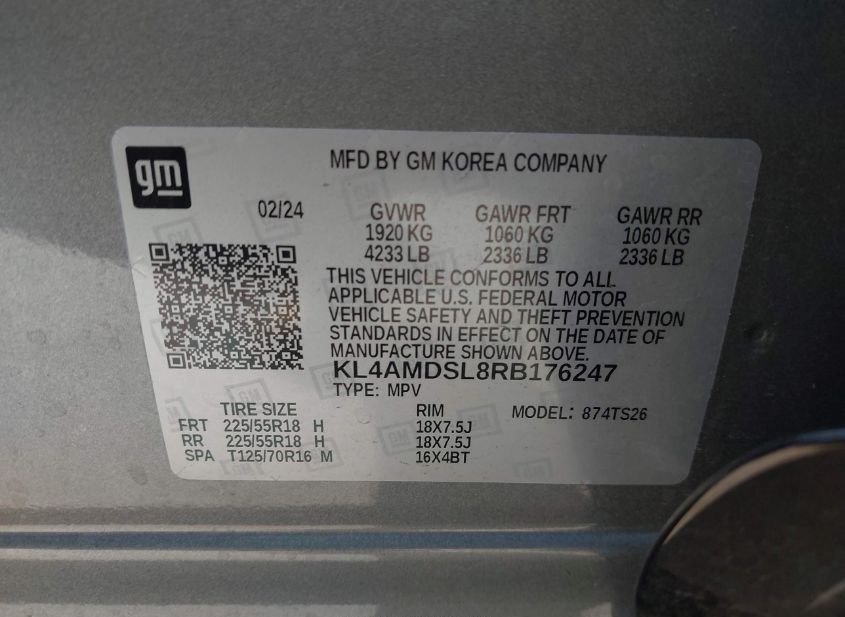 gm
MFD BY GM KOREA COMPANY
02/24
GVWR GAWR FRT GAWR RR
1920 KG 1060 KG 1060 KG
4233 LB 2336 LB 2336 LB
THIS VEHICLE CONFORMS TO ALL
APPLICABLE U.S. FEDERAL MOTOR
VEHICLE SAFETY AND THEFT PREVENTION
STANDARDS IN EFFECT ON THE DATE OF
MANUFACTURE SHOWN ABOVE.
KL4AMDSL8RB176247
TYPE: MPV
TIRE SIZE RIM MODEL: 874TS26
FRT 225/55R18 H 18X7.5J
RR 225/55R18 H 18X7.5J
SPA T125/70R16 M 16X4BT